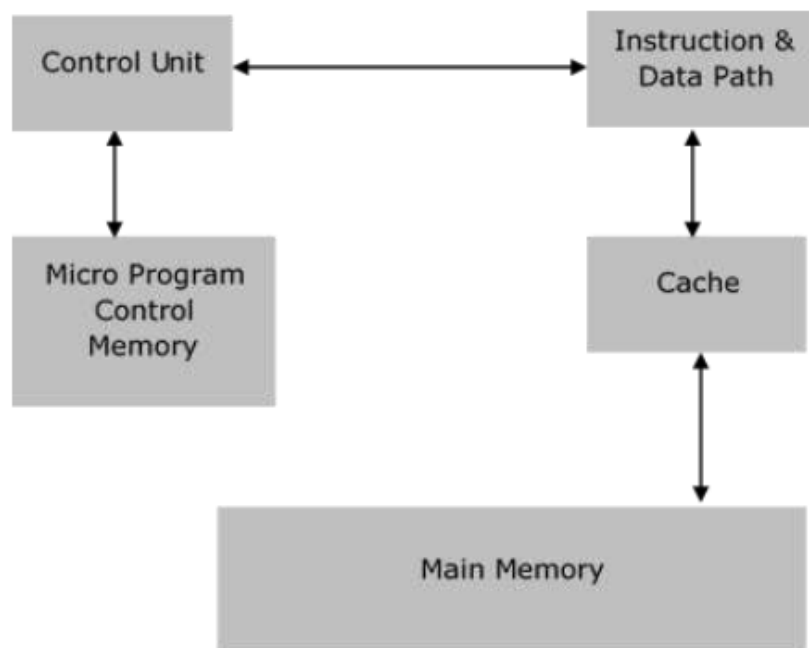 Control Unit
Instruction &
Data Path
Micro Program
Control
Memory
Cache
Main Memory